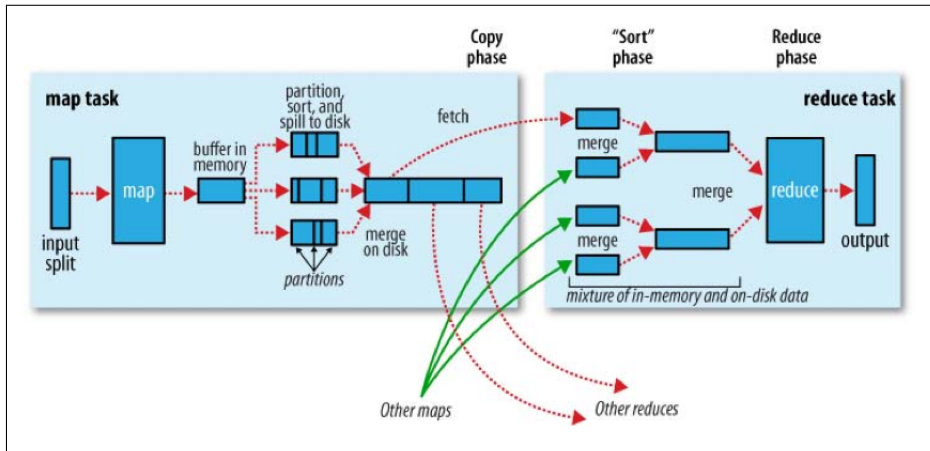 Copy
phase
"Sort"
phase
Reduce
phase
map task
partition,
sort, and
spill to disk
fetch
reduce task
buffer in
memory
merge
map
merge
reduce
input
split
merge
on disk
merge
output
partitions
mixture of in-memory and on-disk data
Other maps
Other reduces